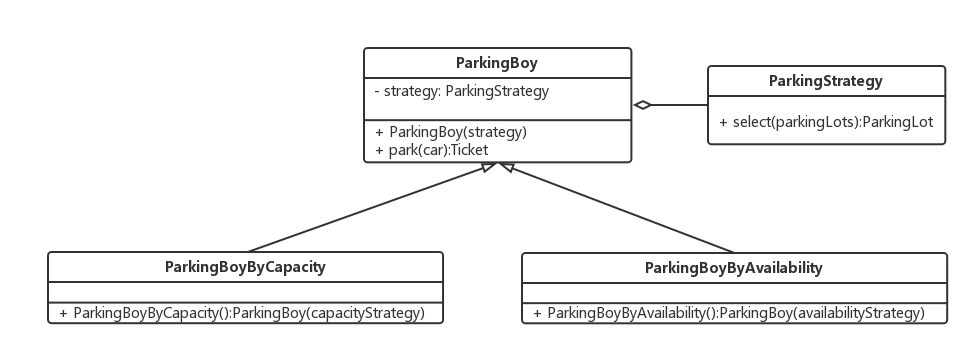 ParkingBoy
- strategy: ParkingStrategy
+ ParkingBoy(strategy)
+ park(car):Ticket
ParkingStrategy
+ select(parkingLots):ParkingLot
ParkingBoyByCapacity
+ ParkingBoyByCapacity():ParkingBoy(capacityStrategy)
ParkingBoyByAvailability
+ ParkingBoyByAvailability():ParkingBoy(availabilityStrategy)